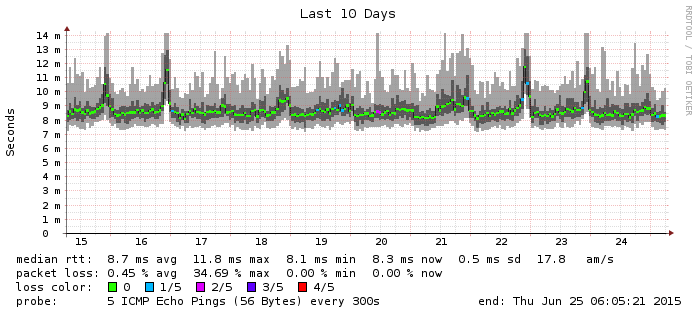 Last 10 Days
RRDTOOL / TOBI OETIKER
Seconds
14 m
13 m
12 m
11 m
10 m
9 m
8 m
7 m
6 m
5 m
4 m
3 m
2 m
1 m
0
15 16 17 18 19 20 21 22 23 24
median rtt: 8.7 ms avg 11.8 ms max 8.1 ms min 8.3 ms now 0.5 ms sd 17.8 am/s
packet loss: 0.45 % avg 34.69 % max 0.00 % min 0.00 % now
loss color: 0 1/5 2/5 3/5 4/5
probe: 5 ICMP Echo Pings (56 Bytes) every 300s end: Thu Jun 25 06:05:21 2015